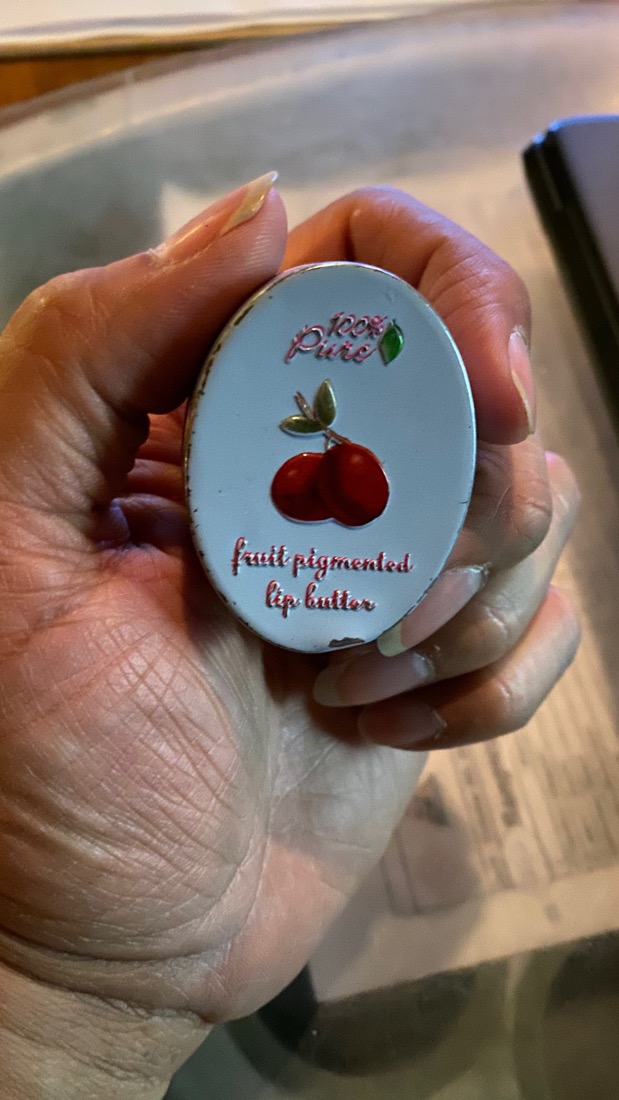 100%
Pure
fruit pigmented
lip butter